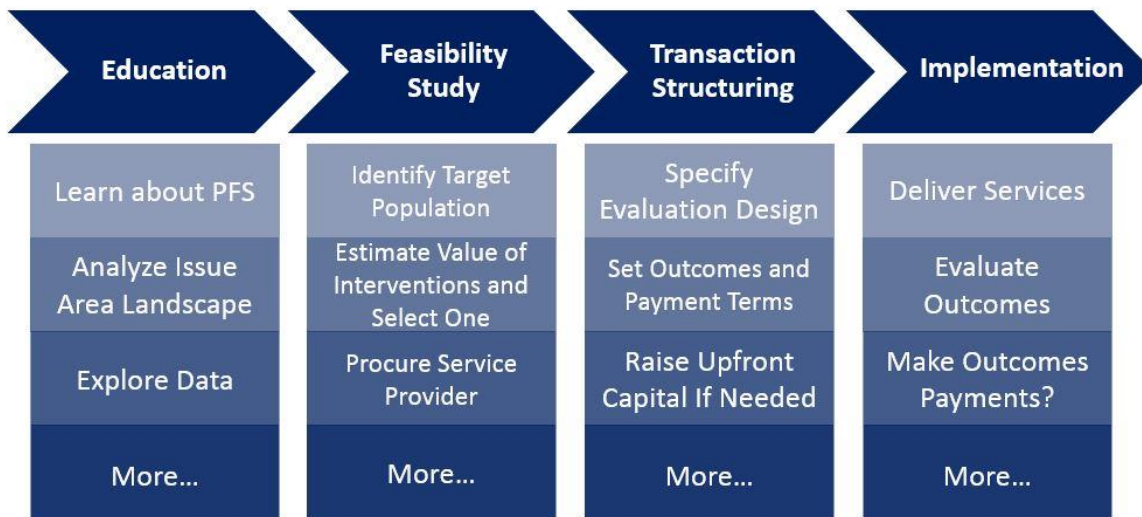 Education
Learn about PFS
Analyze Issue
Area Landscape
Explore Data
More…
Feasibility
Study
Identify Target
Population
Estimate Value of
Interventions and
Select One
Procure Service
Provider
More…
Transaction
Structuring
Specify
Evaluation Design
Set Outcomes and
Payment Terms
Raise Upfront
Capital If Needed
More…
Implementation
Deliver Services
Evaluate
Outcomes
Make Outcomes
Payments?
More…